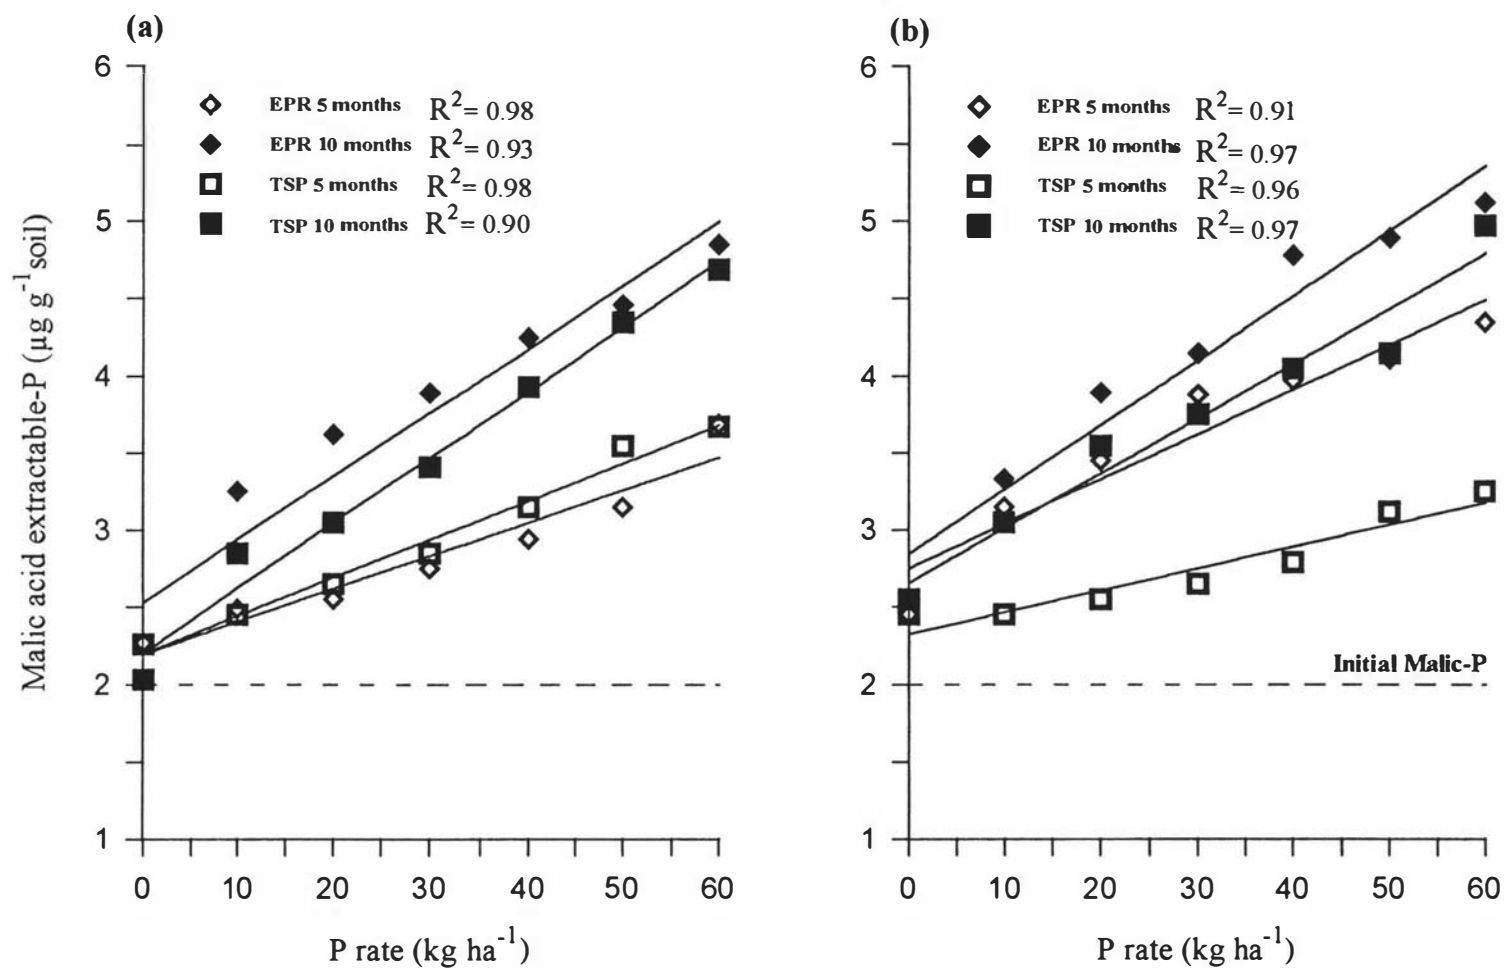 (a)
6
5
4
3
2
1
EPR 5 months R²= 0.98
EPR 10 months R²= 0.93
TSP 5 months R²= 0.98
TSP 10 months R²= 0.90
Malic acid extractable-P (µg g⁻¹ soil)
0 10 20 30 40 50 60
P rate (kg ha⁻¹)
(b)
6
5
4
3
2
1
EPR 5 months R²= 0.91
EPR 10 months R²= 0.97
TSP 5 months R²= 0.96
TSP 10 months R²= 0.97
Initial Malic-P
0 10 20 30 40 50 60
P rate (kg ha⁻¹)